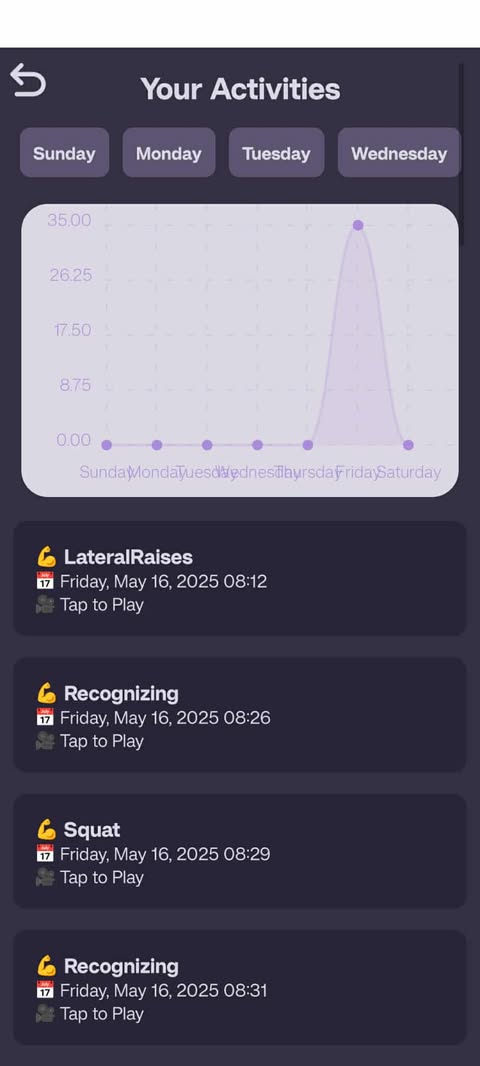 Your Activities
Sunday Monday Tuesday Wednesday
35.00
26.25
17.50
8.75
0.00
Sunday Monday Tuesday Wednesday Thursday Friday Saturday
💪 LateralRaises
📅 Friday, May 16, 2025 08:12
🎥 Tap to Play
💪 Recognizing
📅 Friday, May 16, 2025 08:26
🎥 Tap to Play
💪 Squat
📅 Friday, May 16, 2025 08:29
🎥 Tap to Play
💪 Recognizing
📅 Friday, May 16, 2025 08:31
🎥 Tap to Play